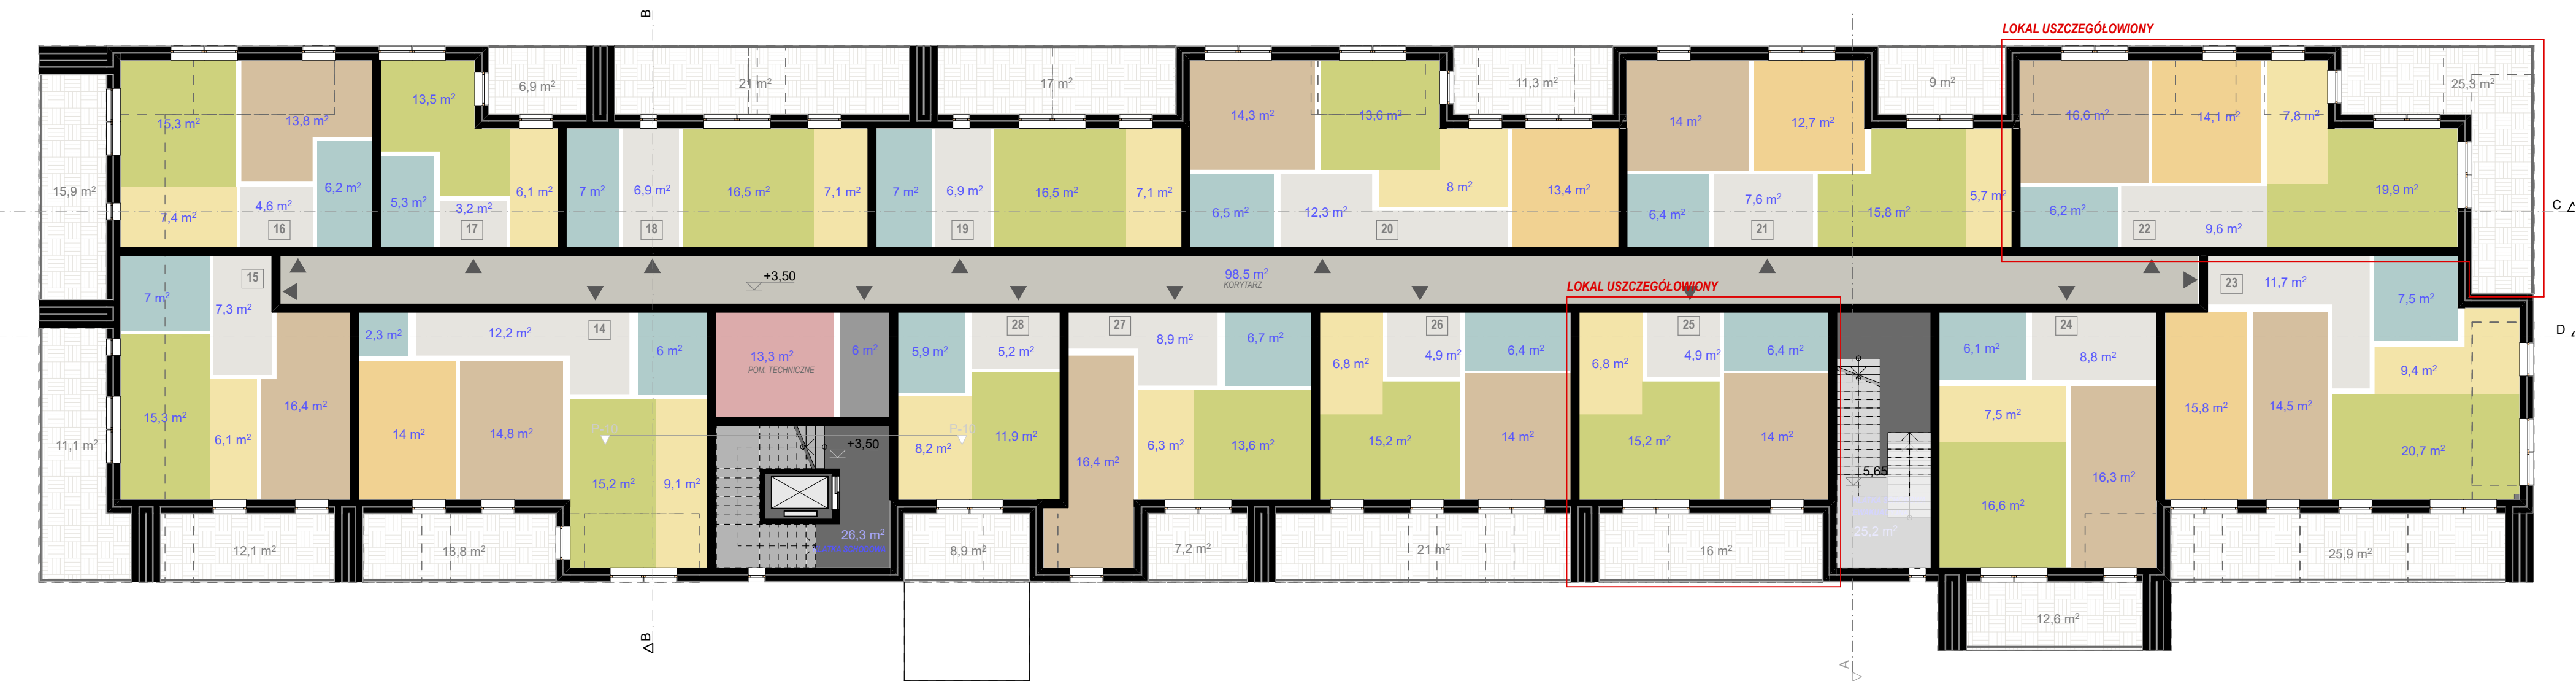 B
LOKAL USZCZEGÓŁOWIONY
6,9 m²
21 m²
17 m²
11,3 m²
9 m²
25,3 m²
13,5 m²
15,3 m²
13,8 m²
14,3 m²
13,6 m²
14 m²
12,7 m²
16,6 m²
14,1 m²
7,8 m²
15,9 m²
6,2 m²
5,3 m²
6,1 m²
7 m²
6,9 m²
16,5 m²
7,1 m²
7 m²
6,9 m²
16,5 m²
7,1 m²
8 m²
13,4 m²
7,4 m²
4,6 m²
3,2 m²
6,5 m²
12,3 m²
6,4 m²
7,6 m²
15,8 m²
5,7 m²
6,2 m²
9,6 m²
19,9 m²
C
16
17
18
19
20
21
22
15
+3,50
98,5 m²
KORYTARZ
LOKAL USZCZEGÓŁOWIONY
23
11,7 m²
7 m²
7,3 m²
7,5 m²
2,3 m²
12,2 m²
14
6 m²
13,3 m²
POM. TECHNICZNE
6 m²
5,9 m²
28
5,2 m²
27
8,9 m²
6,7 m²
26
6,8 m²
4,9 m²
6,4 m²
25
6,8 m²
4,9 m²
6,4 m²
24
6,1 m²
8,8 m²
9,4 m²
D
15,3 m²
6,1 m²
16,4 m²
14 m²
14,8 m²
P-10
15,2 m²
9,1 m²
+3,50
P-10
8,2 m²
11,9 m²
16,4 m²
6,3 m²
13,6 m²
15,2 m²
14 m²
15,2 m²
14 m²
5,65
7,5 m²
16,6 m²
16,3 m²
15,8 m²
14,5 m²
20,7 m²
11,1 m²
12,1 m²
13,8 m²
26,3 m²
8,9 m²
7,2 m²
21 m²
16 m²
25,2 m²
25,9 m²
12,6 m²
B
A